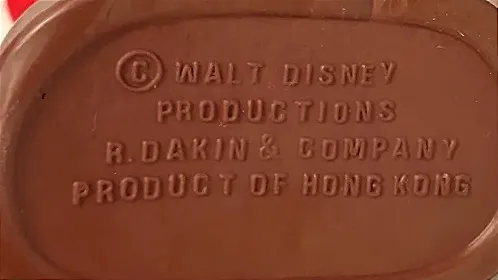 © WALT DISNEY
PRODUCTIONS
R. DAKIN & COMPANY
PRODUCT OF HONG KONG